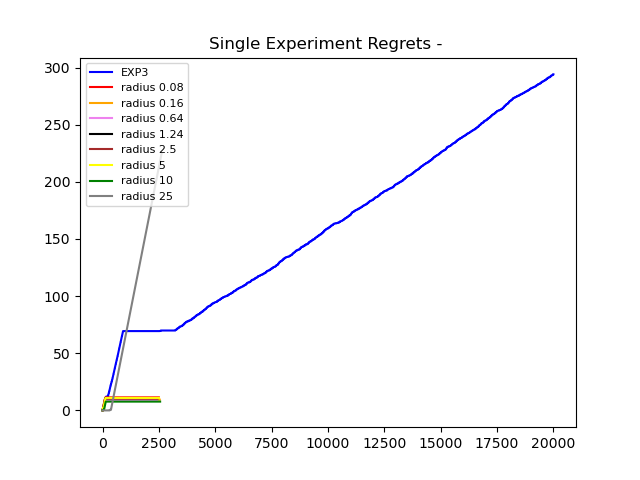 Single Experiment Regrets -
300
250
200
150
100
50
0
EXP3
radius 0.08
radius 0.16
radius 0.64
radius 1.24
radius 2.5
radius 5
radius 10
radius 25
0 2500 5000 7500 10000 12500 15000 17500 20000